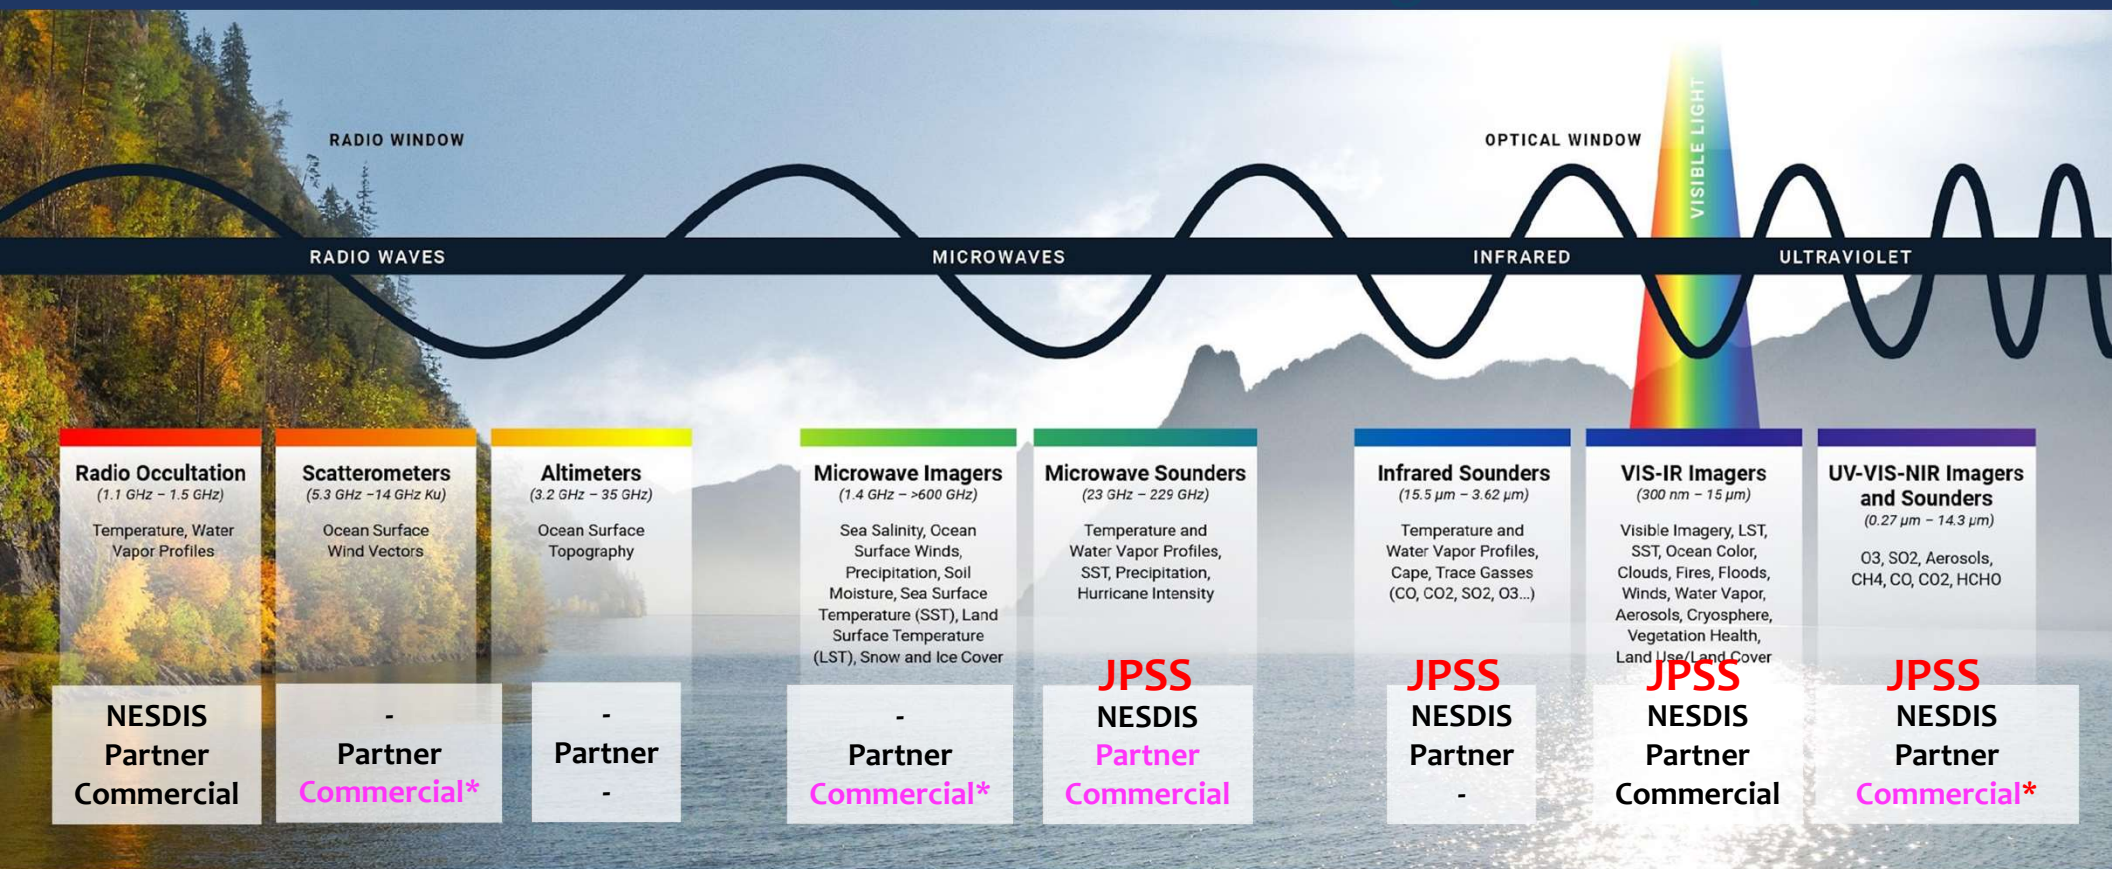 RADIO WINDOW
OPTICAL WINDOW
VISIBLE LIGHT
RADIO WAVES
MICROWAVES
INFRARED
ULTRAVIOLET
Radio Occultation
(1.1 GHz – 1.5 GHz)
Temperature, Water
Vapor Profiles
NESDIS
Partner
Commercial
Scatterometers
(5.3 GHz –14 GHz Ku)
Ocean Surface
Wind Vectors
-
Partner
Commercial*
Altimeters
(3.2 GHz – 35 GHz)
Ocean Surface
Topography
-
Partner
-
Microwave Imagers
(1.4 GHz – >600 GHz)
Sea Salinity, Ocean
Surface Winds,
Precipitation, Soil
Moisture, Sea Surface
Temperature (SST), Land
Surface Temperature
(LST), Snow and Ice Cover
-
Partner
Commercial*
Microwave Sounders
(23 GHz – 229 GHz)
Temperature and
Water Vapor Profiles,
SST, Precipitation,
Hurricane Intensity
JPSS
NESDIS
Partner
Commercial
Infrared Sounders
(15.5 µm – 3.62 µm)
Temperature and
Water Vapor Profiles,
Cape, Trace Gasses
(CO, CO2, SO2, O3...)
JPSS
NESDIS
Partner
-
VIS-IR Imagers
(300 nm – 15 µm)
Visible Imagery, LST,
SST, Ocean Color,
Clouds, Fires, Floods,
Winds, Water Vapor,
Aerosols, Cryosphere,
Vegetation Health,
Land Use/Land Cover
JPSS
NESDIS
Partner
Commercial
UV-VIS-NIR Imagers
and Sounders
(0.27 µm – 14.3 µm)
O3, SO2, Aerosols,
CH4, CO, CO2, HCHO
JPSS
NESDIS
Partner
Commercial*